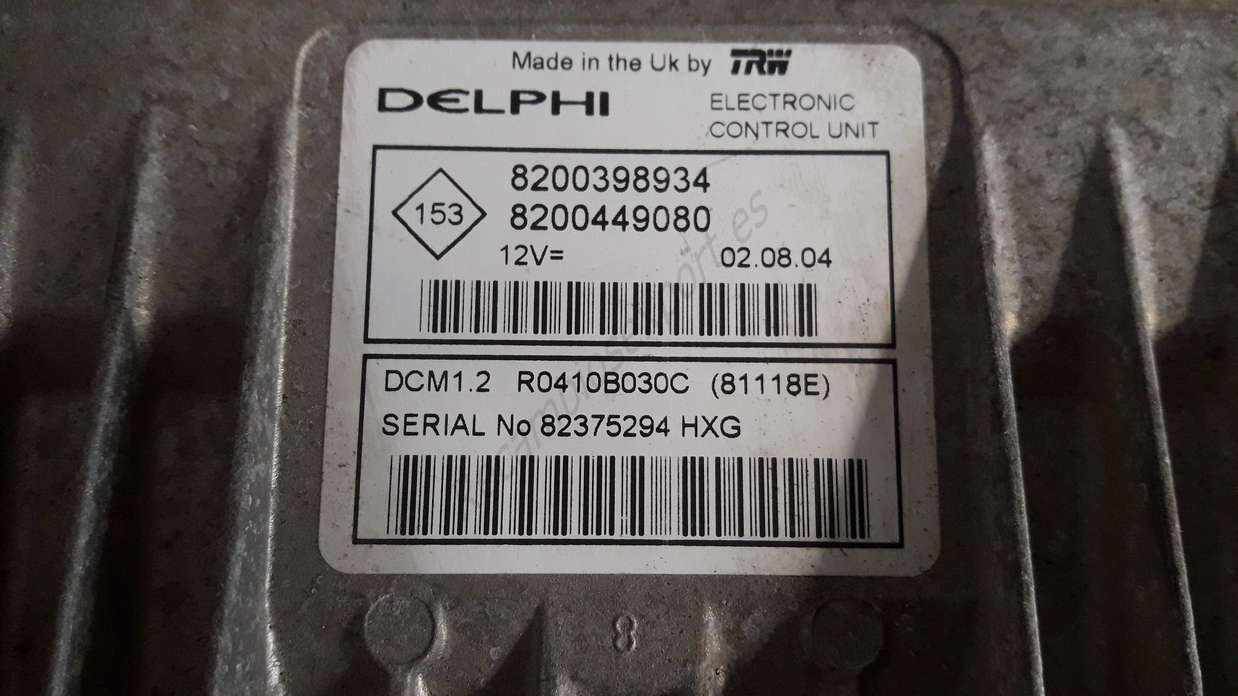 Made in the Uk by TRW
DELPHI
ELECTRONIC
CONTROL UNIT
153
8200398934
8200449080
12V=
02.08.04
DCM1.2 R0410B030C (81118E)
SERIAL No 82375294 HXG
8